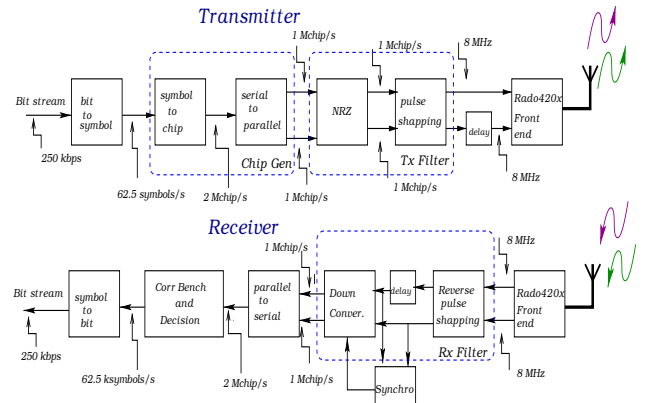 Transmitter
1 Mchip/s
1 Mchip/s
8 MHz
Bit stream
bit
to
symbol
symbol
to
chip
serial
to
parallel
NRZ
pulse
shapping
delay
Rado420x
Front
end
250 kbps
Chip Gen
Tx Filter
62.5 symbols/s
2 Mchip/s
1 Mchip/s
1 Mchip/s
8 MHz
Receiver
1 Mchip/s
8 MHz
Bit stream
symbol
to
bit
Corr Bench
and
Decision
parallel
to
serial
Down
Conver.
delay
Reverse
pulse
shapping
Rado420x
Front
end
250 kbps
Rx Filter
62.5 ksymbols/s
2 Mchip/s
1 Mchip/s
8 MHz
Synchro